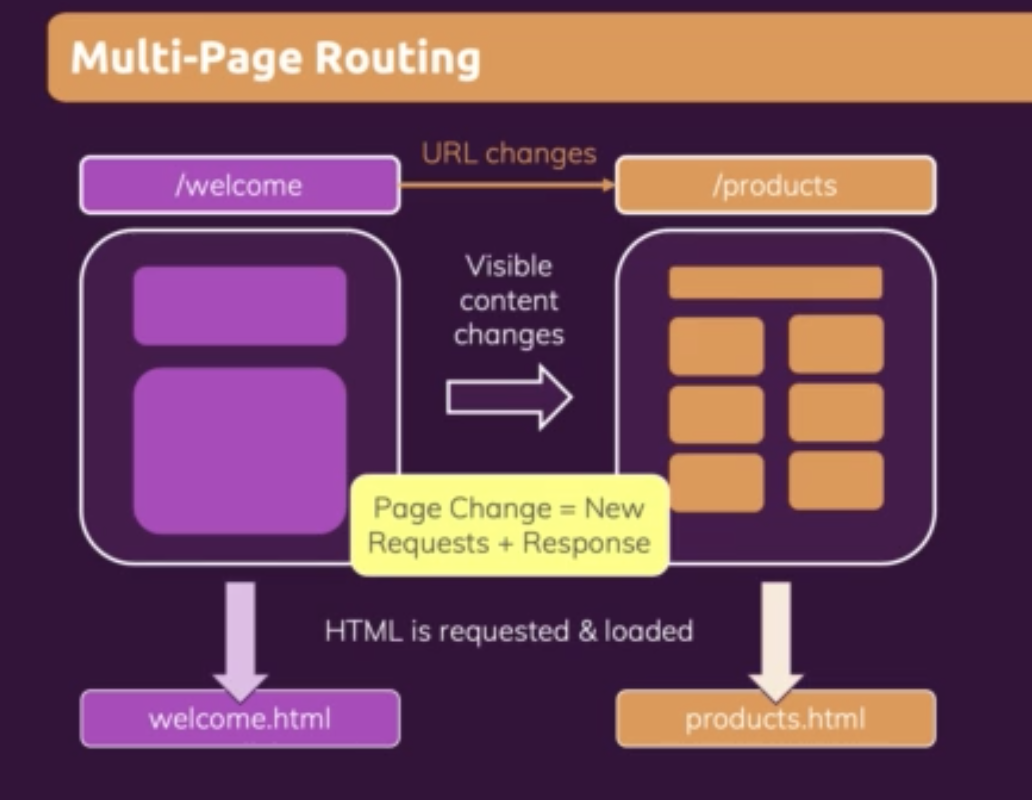 Multi-Page Routing
URL changes
/welcome
/products
Visible
content
changes
Page Change = New
Requests + Response
HTML is requested & loaded
welcome.html
products.html